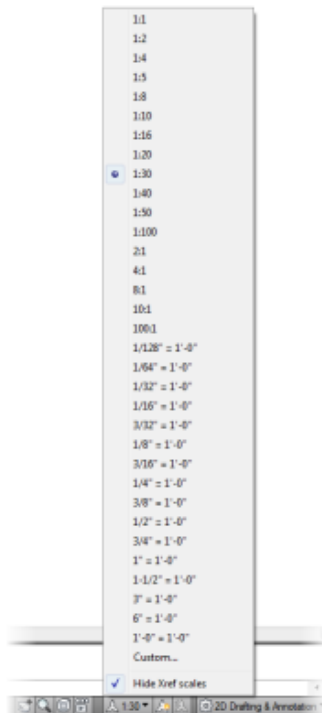 1:1
1:2
1:4
1:5
1:8
1:10
1:16
1:20
1:30
1:40
1:50
1:100
2:1
4:1
8:1
10:1
100:1
1/128" = 1'-0"
1/64" = 1'-0"
1/32" = 1'-0"
1/16" = 1'-0"
3/32" = 1'-0"
1/8" = 1'-0"
3/16" = 1'-0"
1/4" = 1'-0"
3/8" = 1'-0"
1/2" = 1'-0"
3/4" = 1'-0"
1" = 1'-0"
1-1/2" = 1'-0"
3" = 1'-0"
6" = 1'-0"
1'-0" = 1'-0"
Custom...
Hide Xref scales
1:30 2D Drafting & Annotation